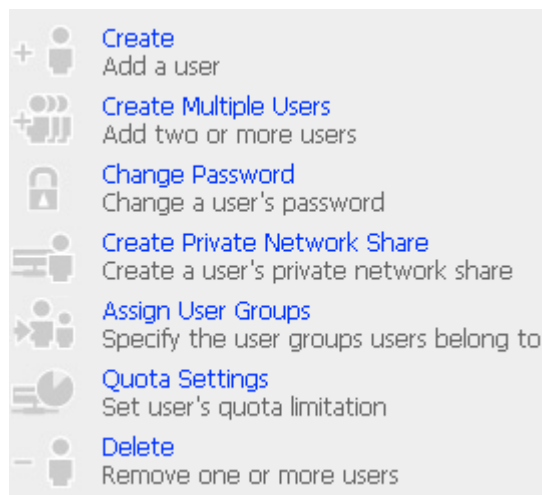 Create
Add a user
Create Multiple Users
Add two or more users
Change Password
Change a user's password
Create Private Network Share
Create a user's private network share
Assign User Groups
Specify the user groups users belong to
Quota Settings
Set user's quota limitation
Delete
Remove one or more users